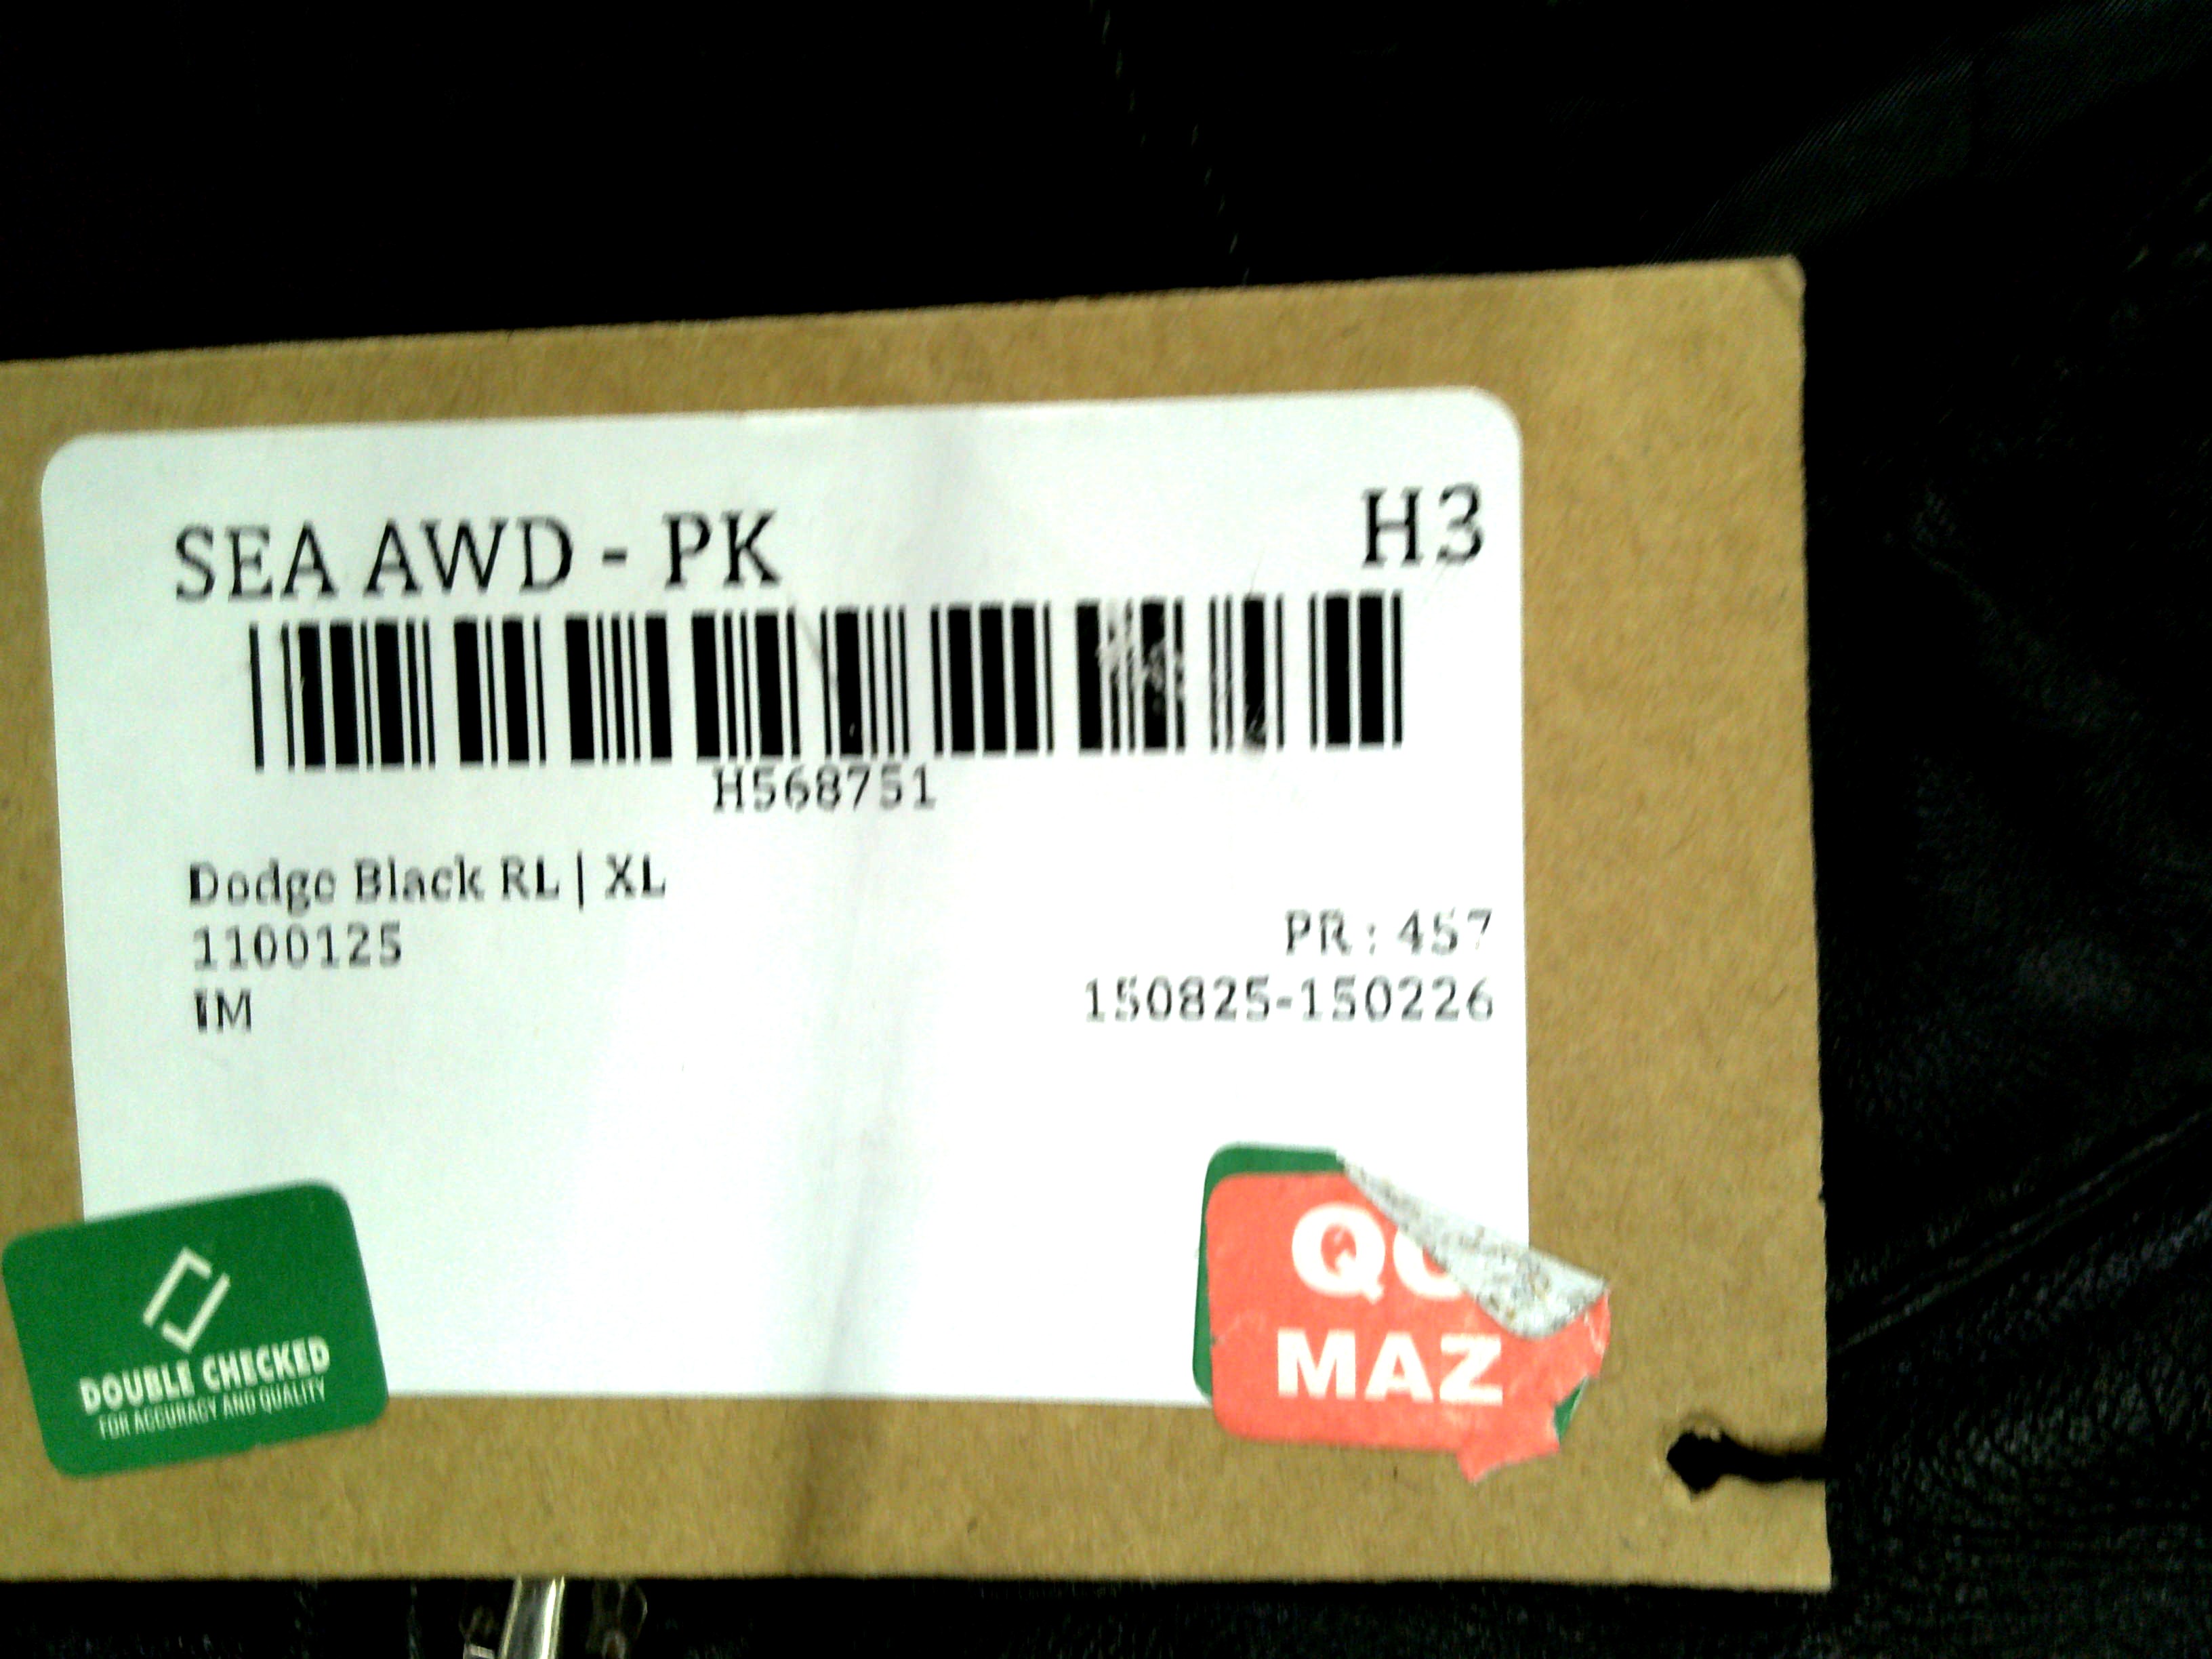 SEA AWD - PK
H3
H568751
Dodge Black RL | XL
1100125
PR : 457
IM
150825-150226
DOUBLE CHECKED
FOR ACCURACY AND QUALITY
QC
MAZ